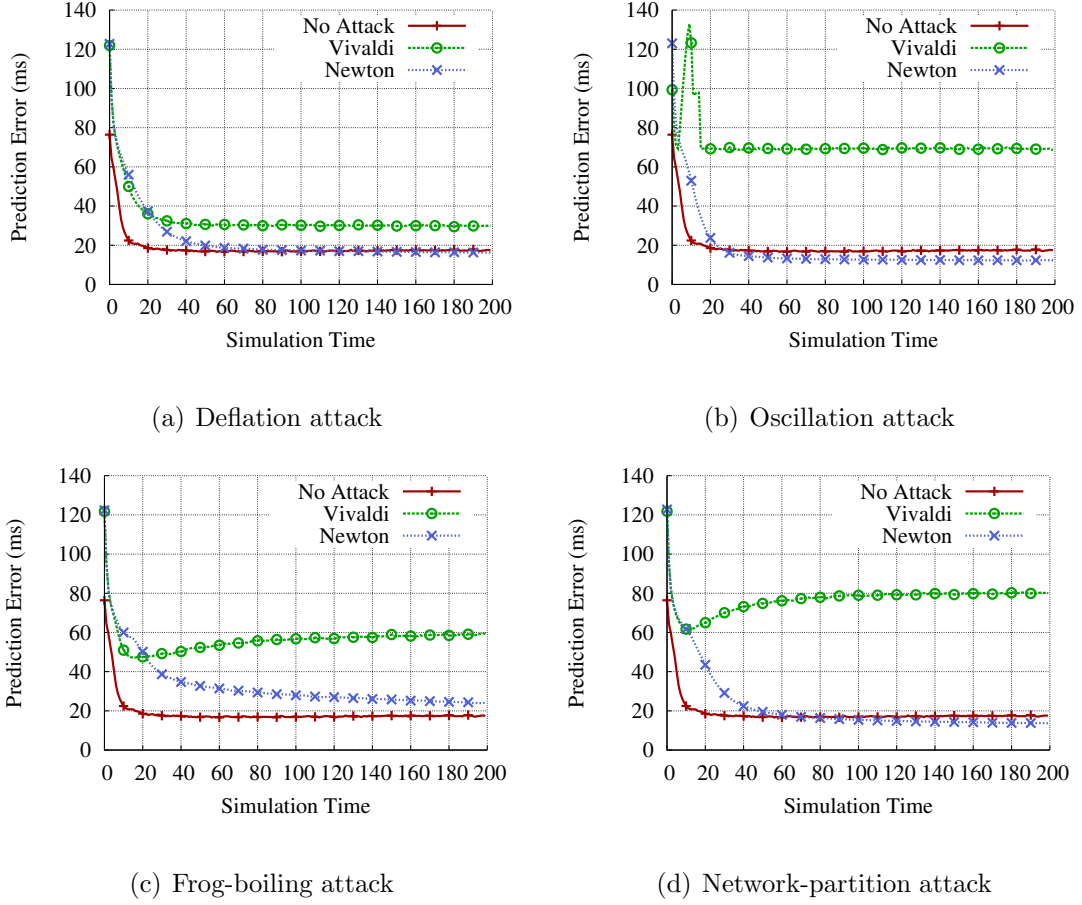 140
120
100
80
60
40
20
0
Prediction Error (ms)
No Attack
Vivaldi
Newton
0 20 40 60 80 100 120 140 160 180 200
Simulation Time
(a) Deflation attack
140
120
100
80
60
40
20
0
Prediction Error (ms)
No Attack
Vivaldi
Newton
0 20 40 60 80 100 120 140 160 180 200
Simulation Time
(b) Oscillation attack
140
120
100
80
60
40
20
0
Prediction Error (ms)
No Attack
Vivaldi
Newton
0 20 40 60 80 100 120 140 160 180 200
Simulation Time
(c) Frog-boiling attack
140
120
100
80
60
40
20
0
Prediction Error (ms)
No Attack
Vivaldi
Newton
0 20 40 60 80 100 120 140 160 180 200
Simulation Time
(d) Network-partition attack